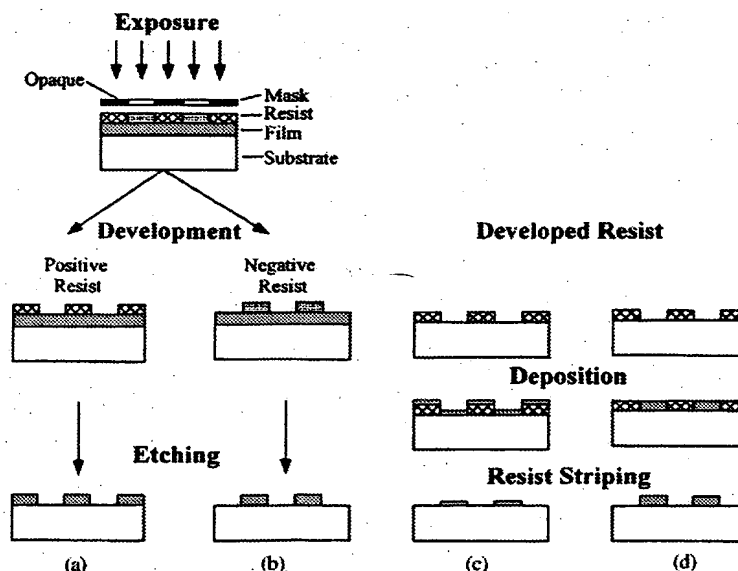 Exposure
Opaque
Mask
Resist
Film
Substrate
Development
Developed Resist
Positive
Resist
Negative
Resist
Deposition
Etching
Resist Striping
(a)
(b)
(c)
(d)